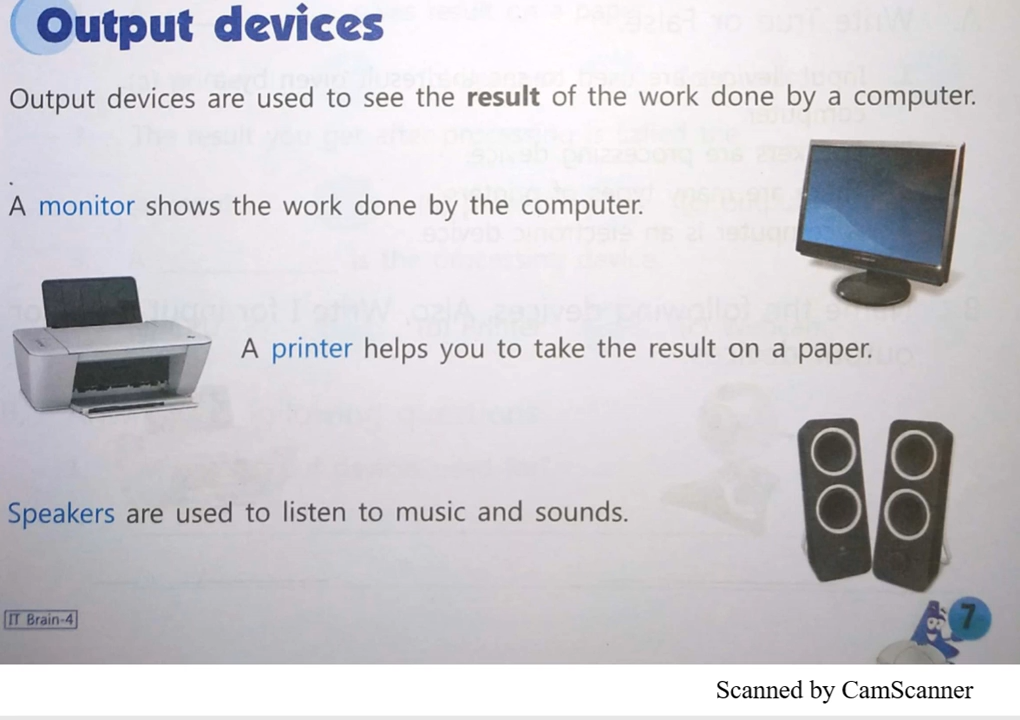 Output devices
Output devices are used to see the result of the work done by a computer.
A monitor shows the work done by the computer.
A printer helps you to take the result on a paper.
Speakers are used to listen to music and sounds.
IT Brain-4
7
Scanned by CamScanner